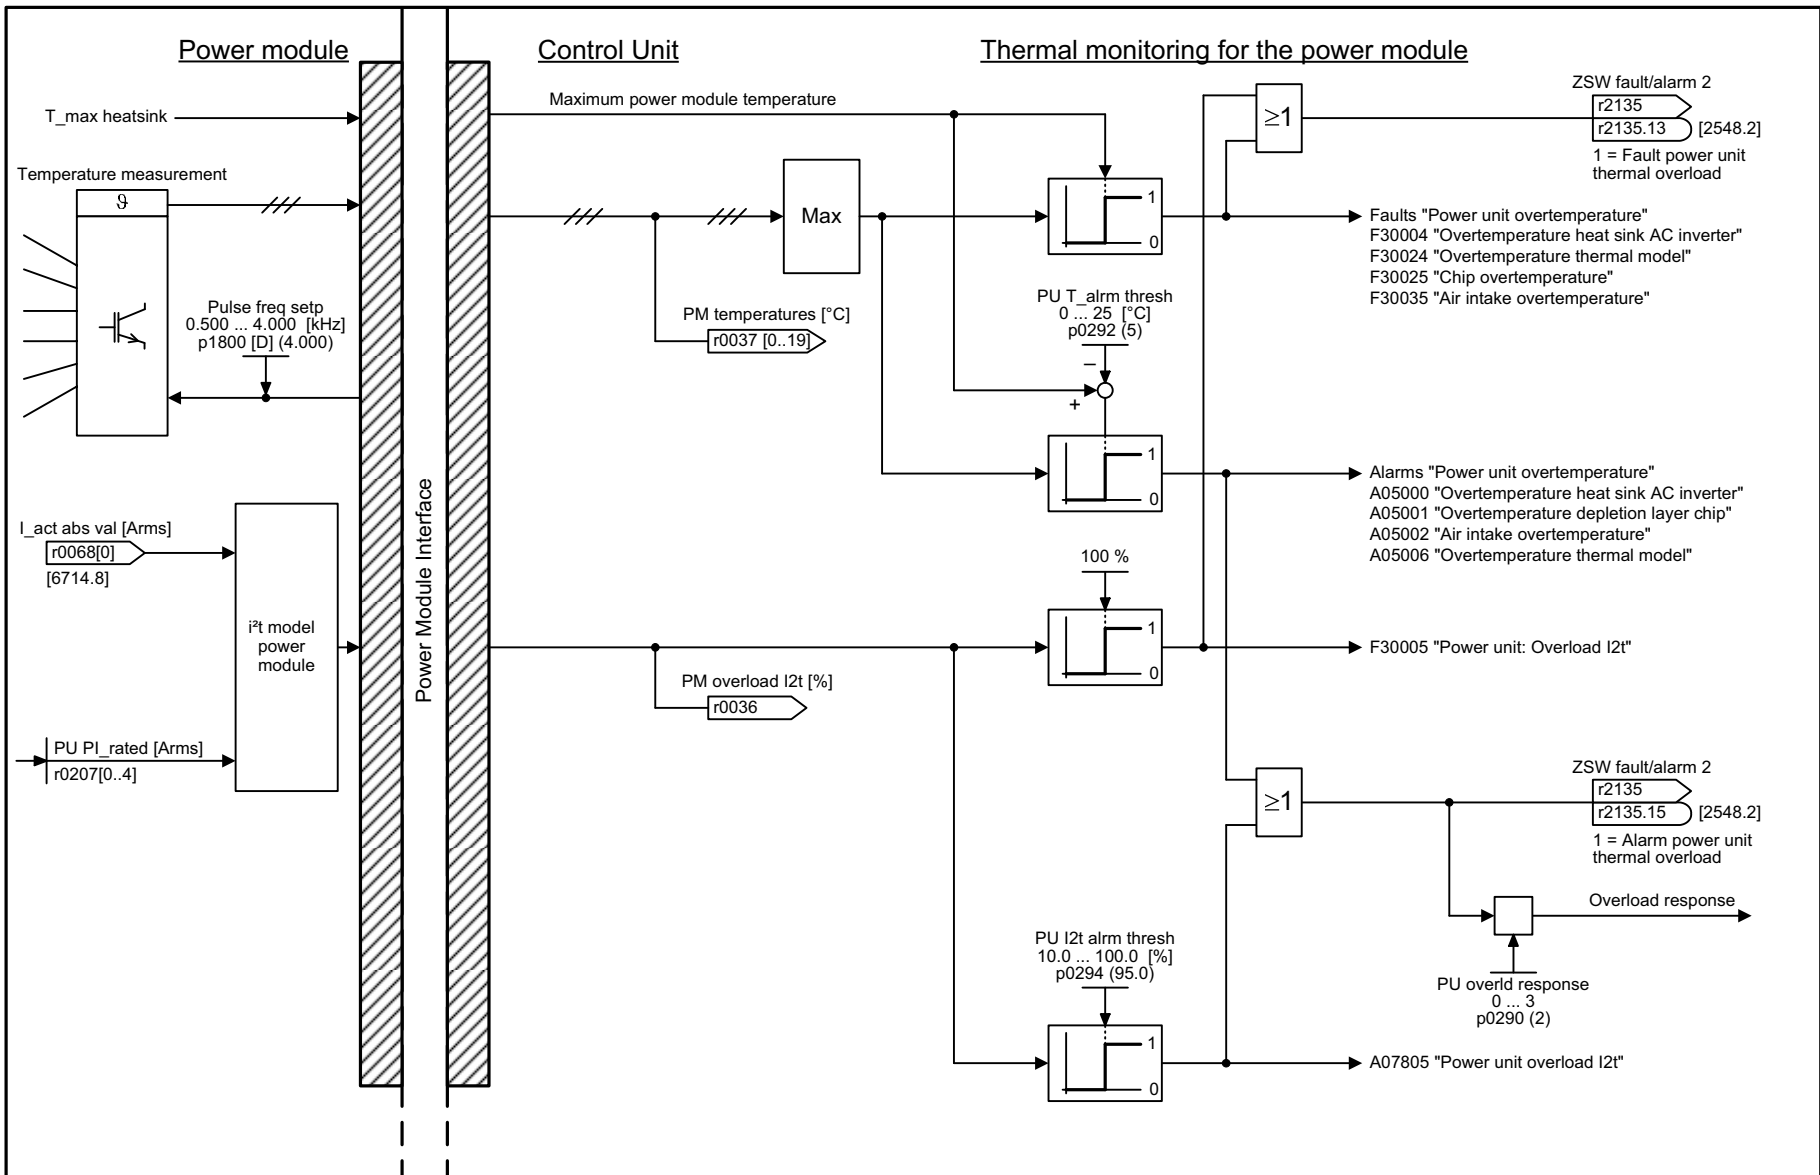 Power module
Control Unit
Thermal monitoring for the power module
T_max heatsink
Temperature measurement
ϑ
Pulse freq setp
0.500 ... 4.000 [kHz]
p1800 [D] (4.000)
I_act abs val [Arms]
r0068[0]
[6714.8]
i²t model
power
module
PU PI_rated [Arms]
r0207[0..4]
Power Module Interface
Maximum power module temperature
Max
PM temperatures [°C]
r0037 [0..19]
PM overload I2t [%]
r0036
1
0
PU T_alrm thresh
0 ... 25 [°C]
p0292 (5)
–
+
1
0
100 %
1
0
PU I2t alrm thresh
10.0 ... 100.0 [%]
p0294 (95.0)
1
0
≥1
ZSW fault/alarm 2
r2135
r2135.13 [2548.2]
1 = Fault power unit
thermal overload
Faults "Power unit overtemperature"
F30004 "Overtemperature heat sink AC inverter"
F30024 "Overtemperature thermal model"
F30025 "Chip overtemperature"
F30035 "Air intake overtemperature"
Alarms "Power unit overtemperature"
A05000 "Overtemperature heat sink AC inverter"
A05001 "Overtemperature depletion layer chip"
A05002 "Air intake overtemperature"
A05006 "Overtemperature thermal model"
F30005 "Power unit: Overload I2t"
≥1
ZSW fault/alarm 2
r2135
r2135.15 [2548.2]
1 = Alarm power unit
thermal overload
Overload response
PU overld response
0 ... 3
p0290 (2)
A07805 "Power unit overload I2t"